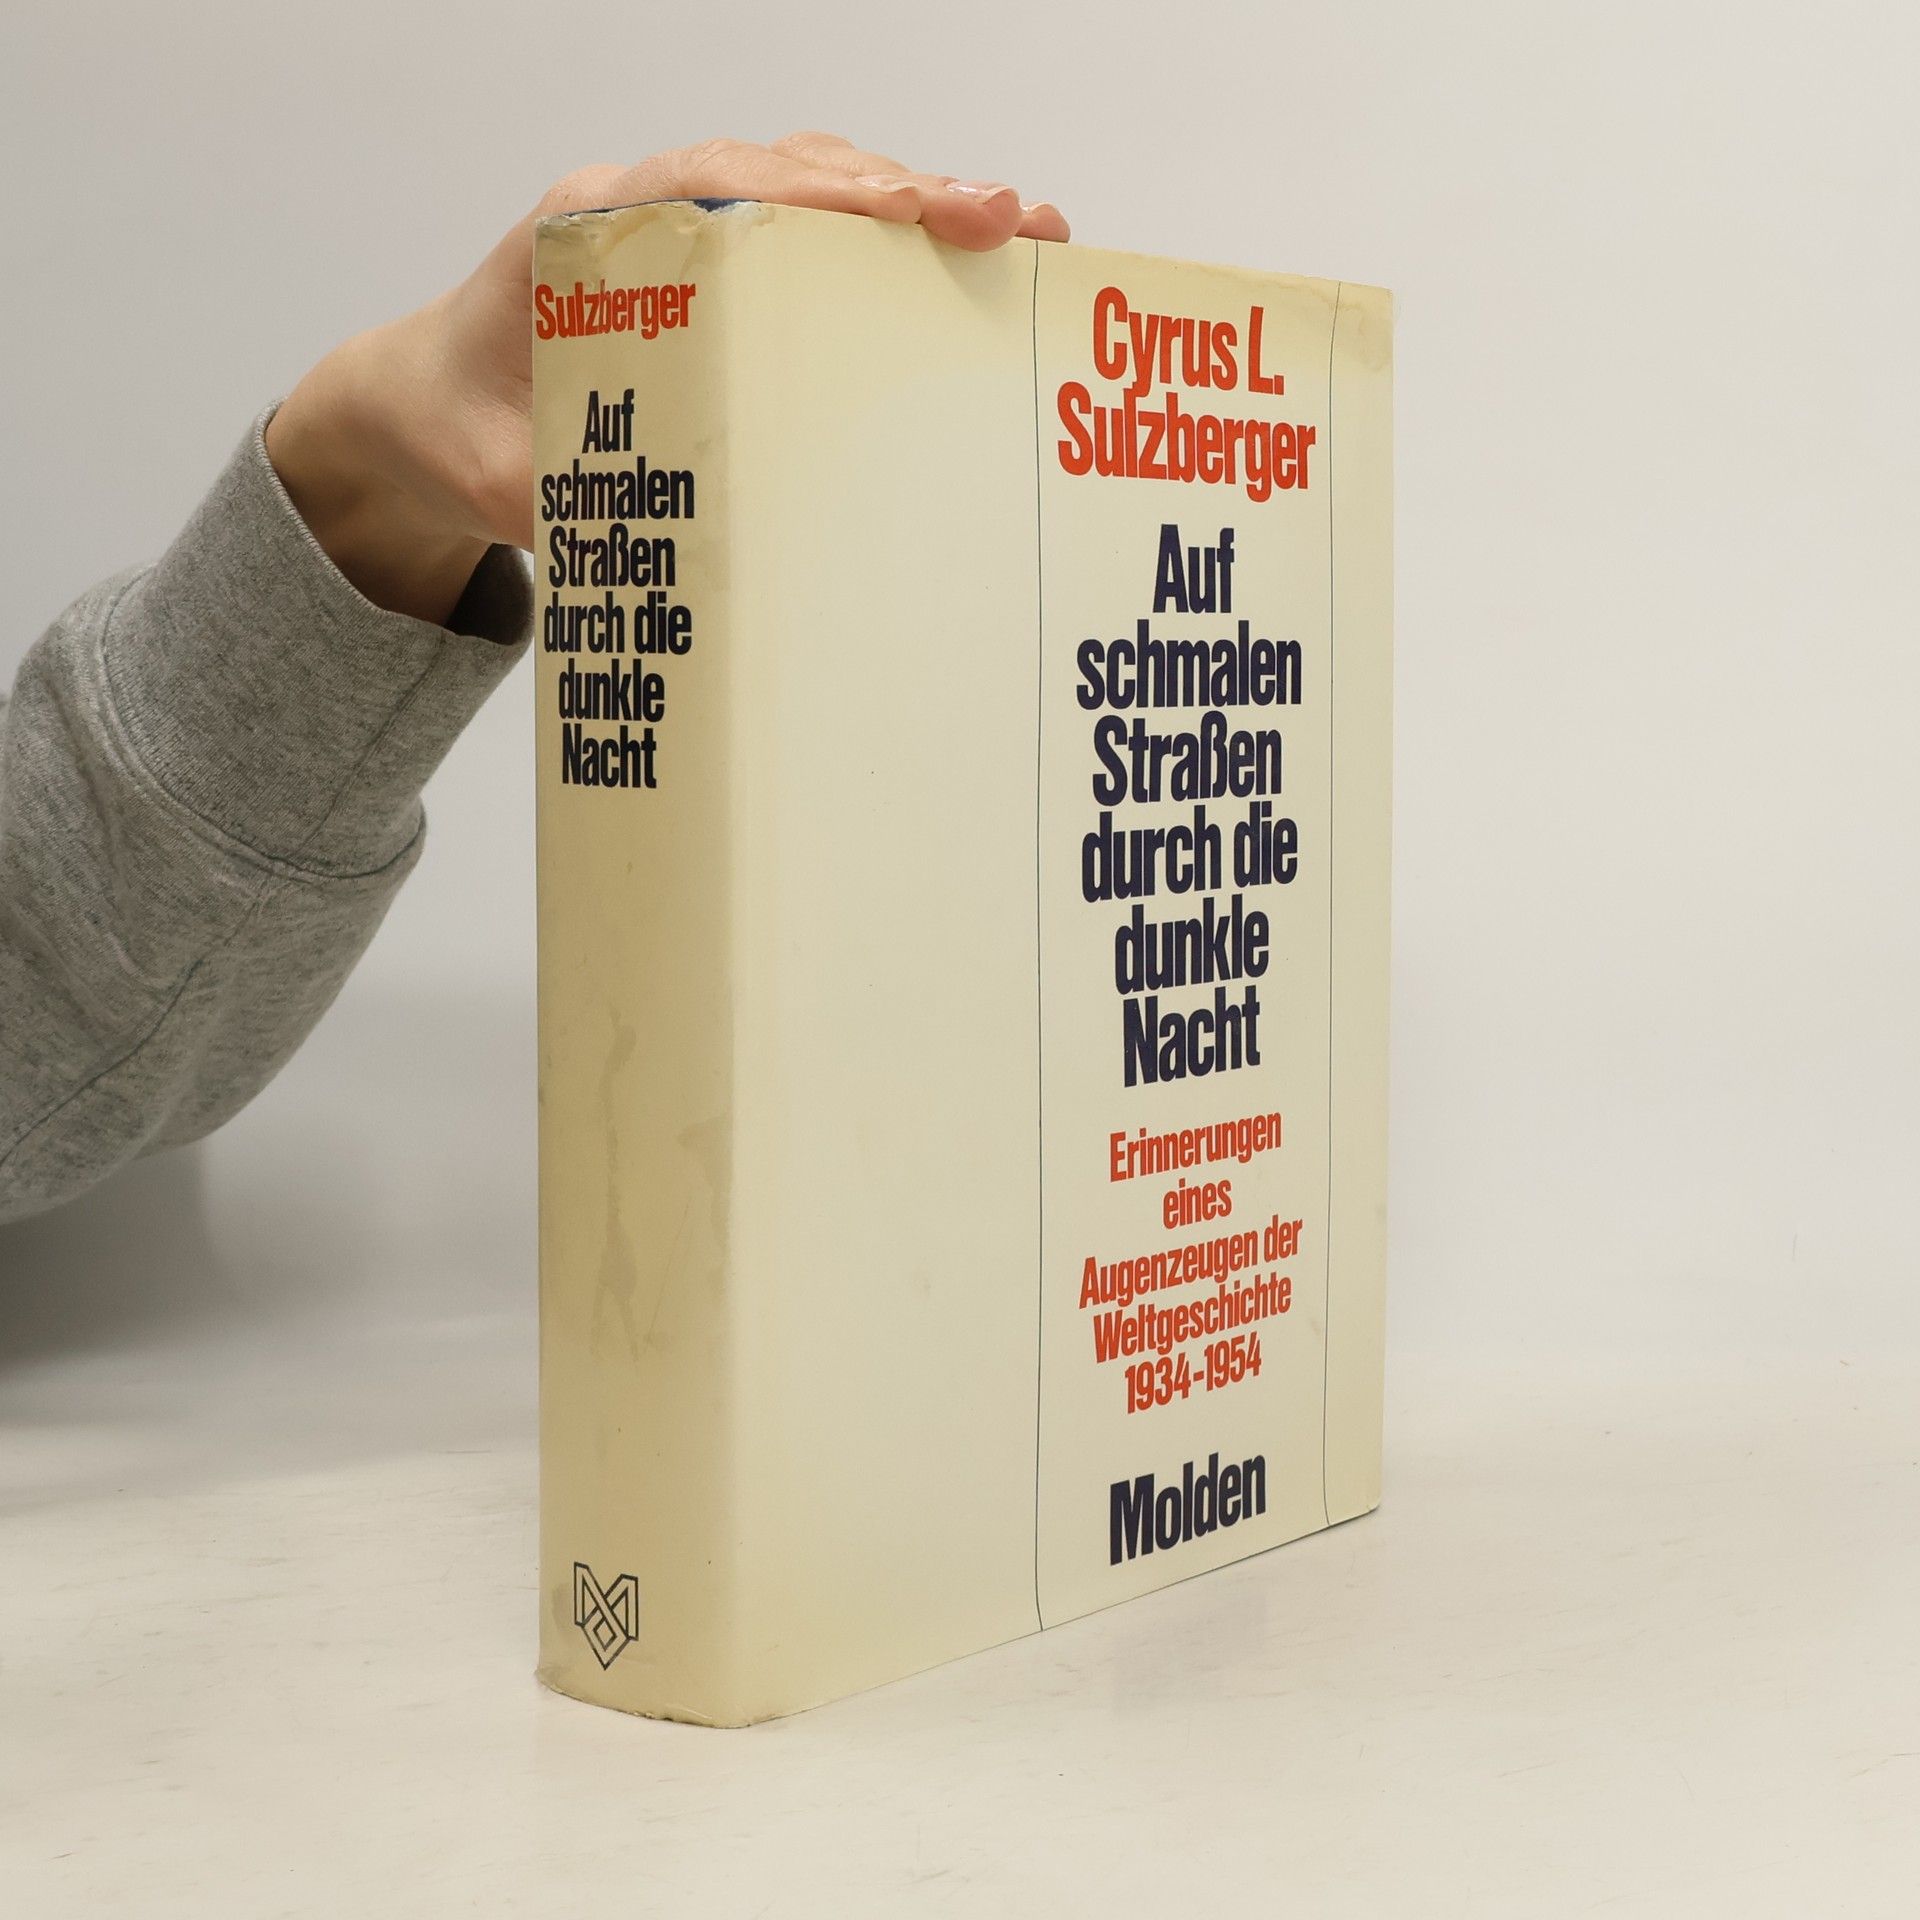 Sulzberger
Auf
schmalen
Straßen
durch die
dunkle
Nacht
Cyrus L.
Sulzberger
Auf
schmalen
Straßen
durch die
dunkle
Nacht
Erinnerungen
eines
Augenzeugen der
Weltgeschichte
1934-1954
Molden